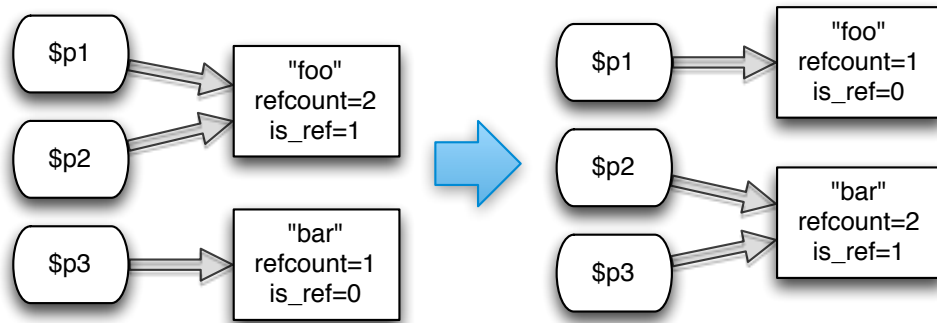 $p1
"foo"
refcount=2
is_ref=1
$p2
$p3
"bar"
refcount=1
is_ref=0
$p1
"foo"
refcount=1
is_ref=0
$p2
"bar"
refcount=2
is_ref=1
$p3